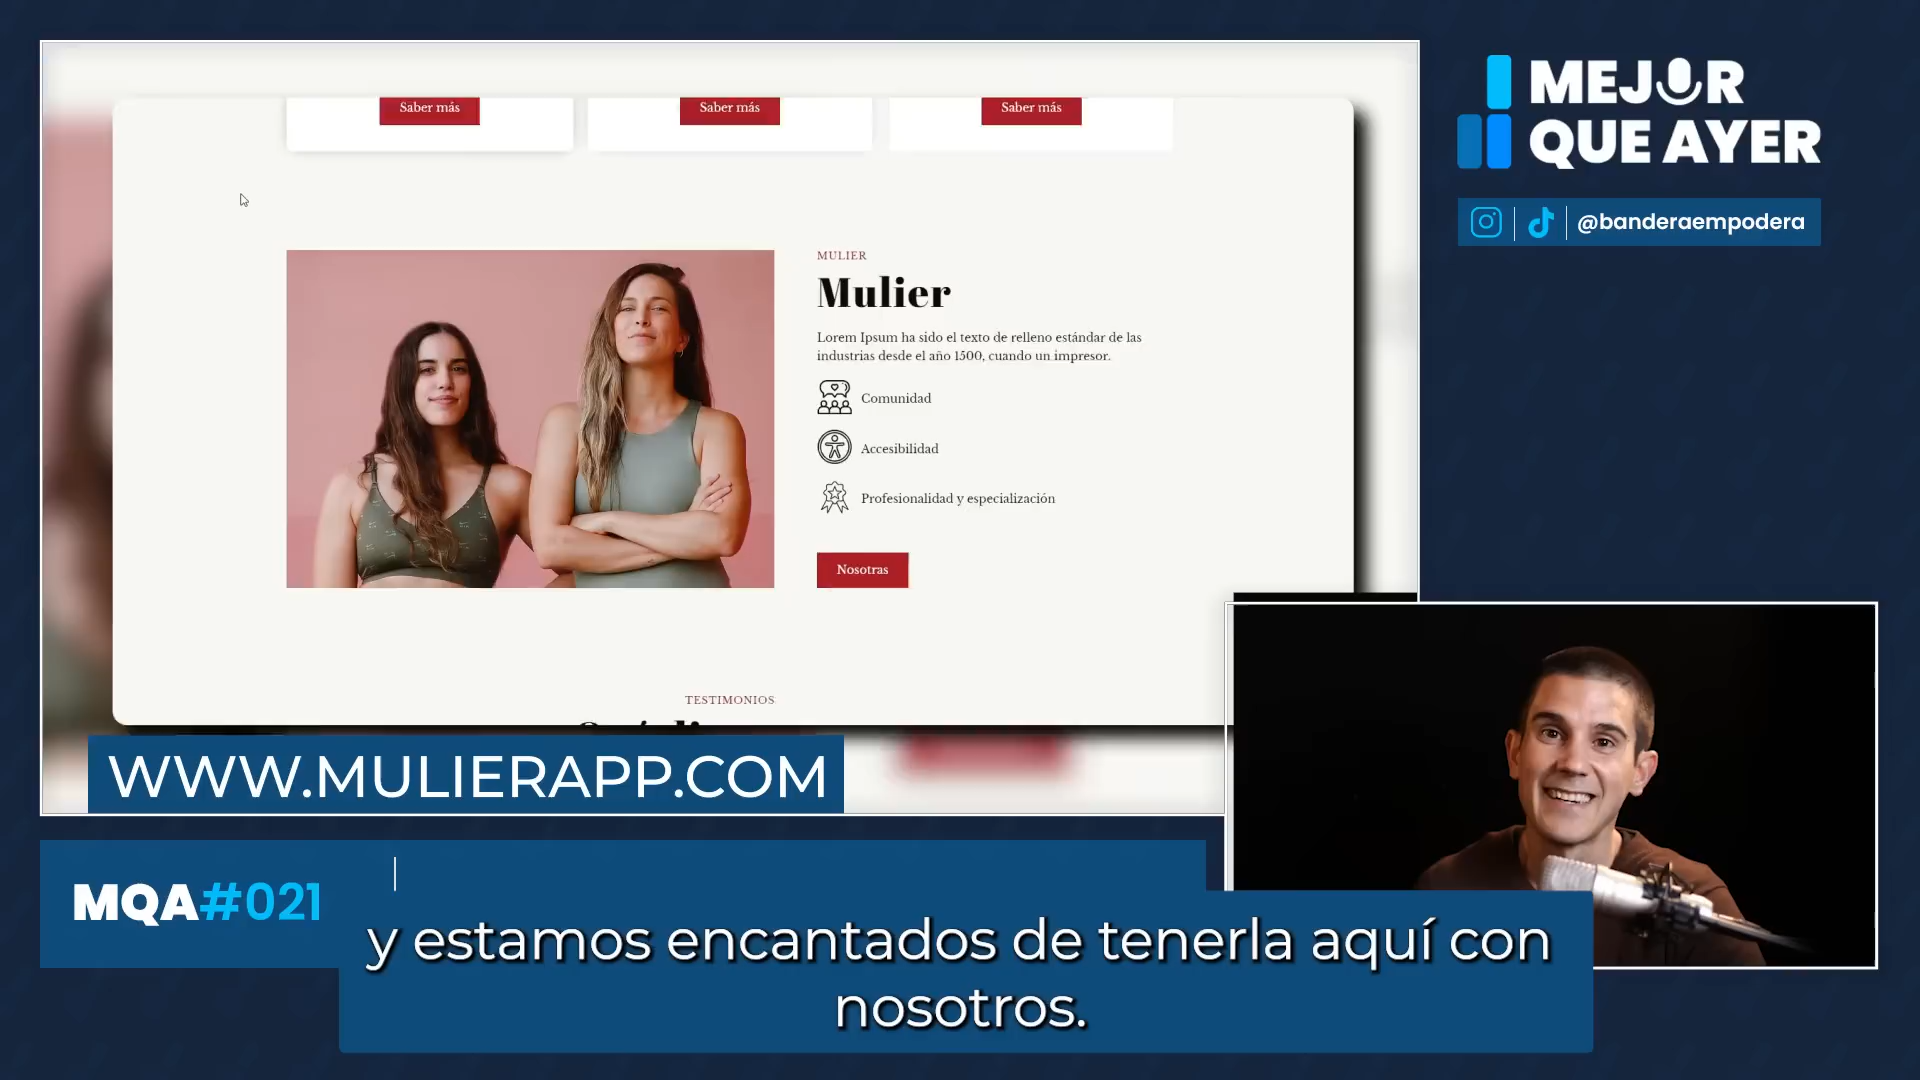 Saber más
Saber más
Saber más
MULIER
Mulier
Lorem Ipsum ha sido el texto de relleno estándar de las
industrias desde el año 1500, cuando un impresor.
Comunidad
Accesibilidad
Profesionalidad y especialización
Nosotras
TESTIMONIOS
WWW.MULIERAPP.COM
MEJOR
QUE AYER
@banderaempodera
MQA#021
y estamos encantados de tenerla aquí con
nosotros.